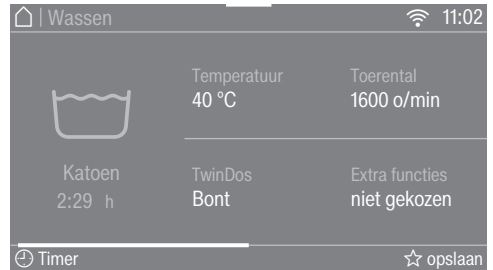 | Wassen 11:02
Temperatuur Toerental
40 °C 1600 o/min
Katoen
2:29 h
TwinDos Extra functies
Bont niet gekozen
Timer opslaan